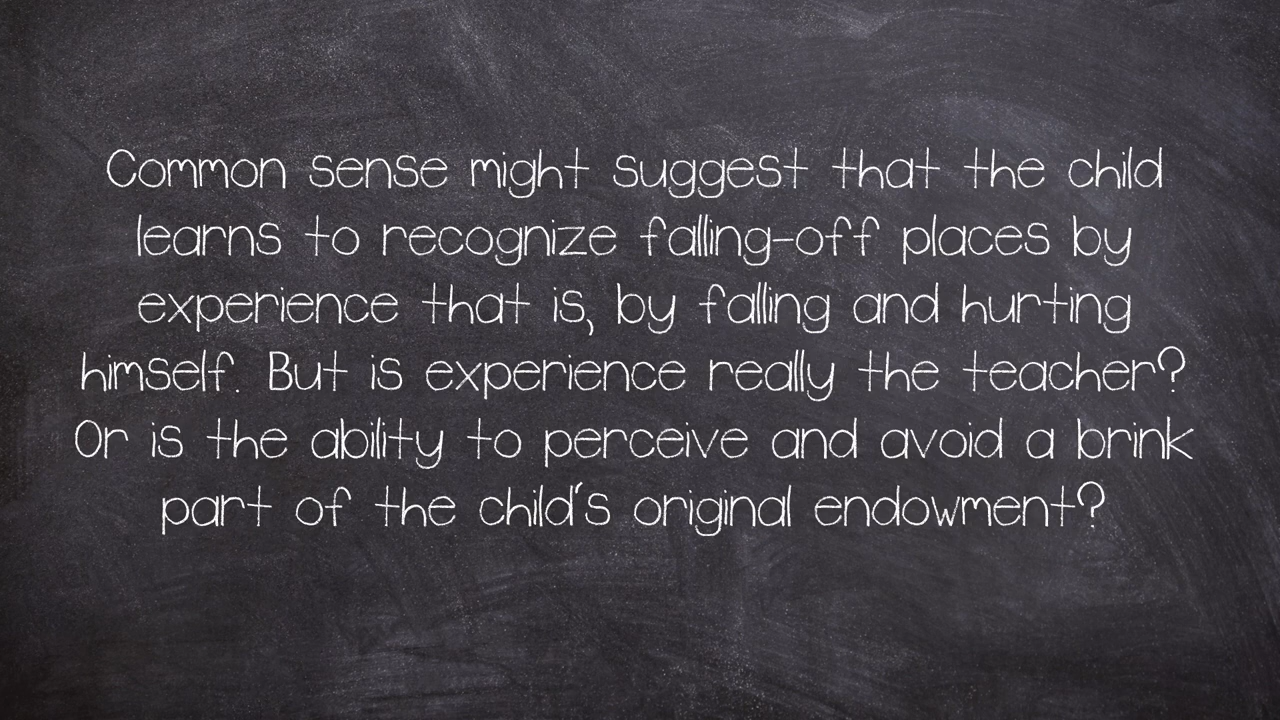 Common sense might suggest that the child
learns to recognize falling-off places by
experience that is, by falling and hurting
himself. But is experience really the teacher?
Or is the ability to perceive and avoid a brink
part of the child's original endowment?